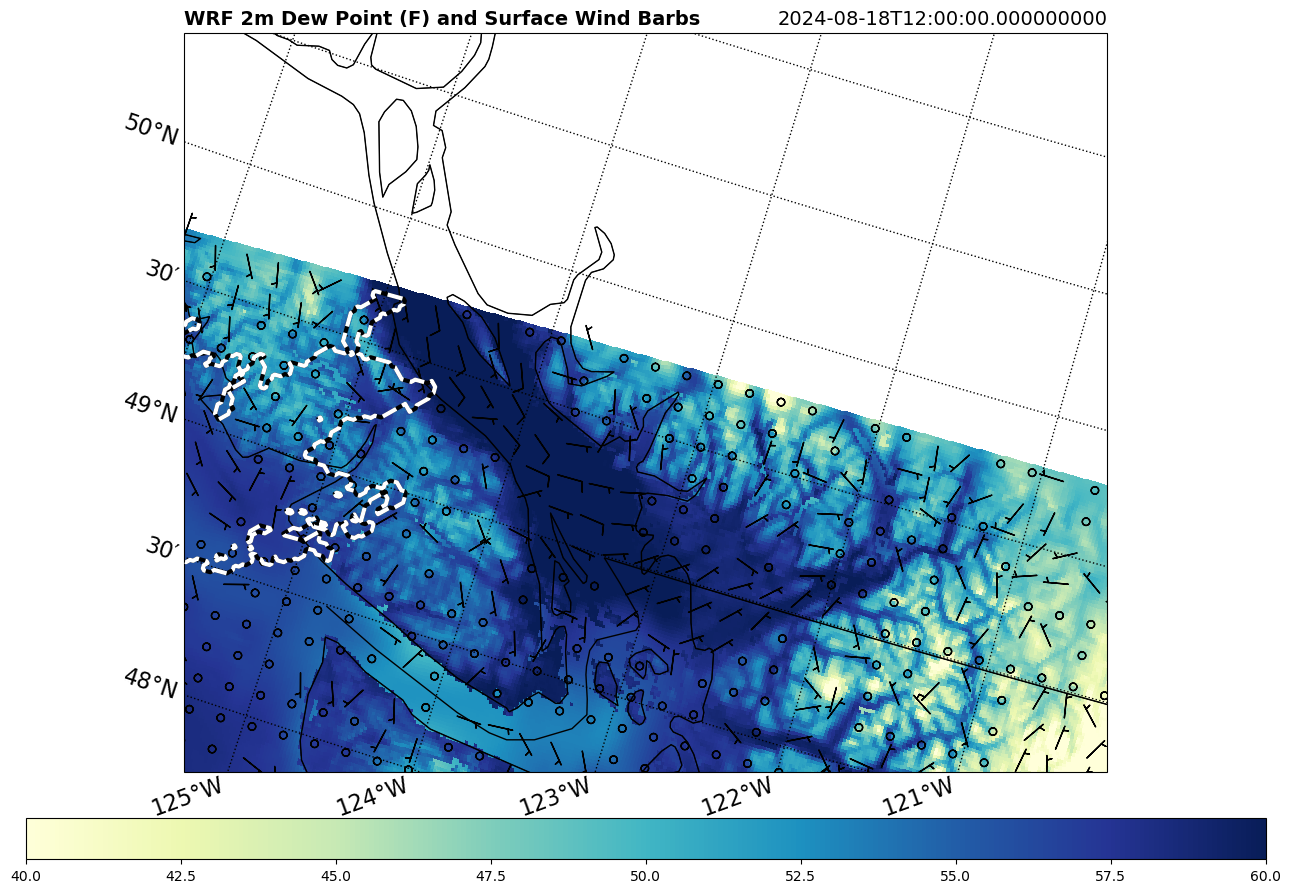 WRF 2m Dew Point (F) and Surface Wind Barbs 2024-08-18T12:00:00.000000000
50°N
30′
49°N
30′
48°N
125°W 124°W 123°W 122°W 121°W
40.0 42.5 45.0 47.5 50.0 52.5 55.0 57.5 60.0